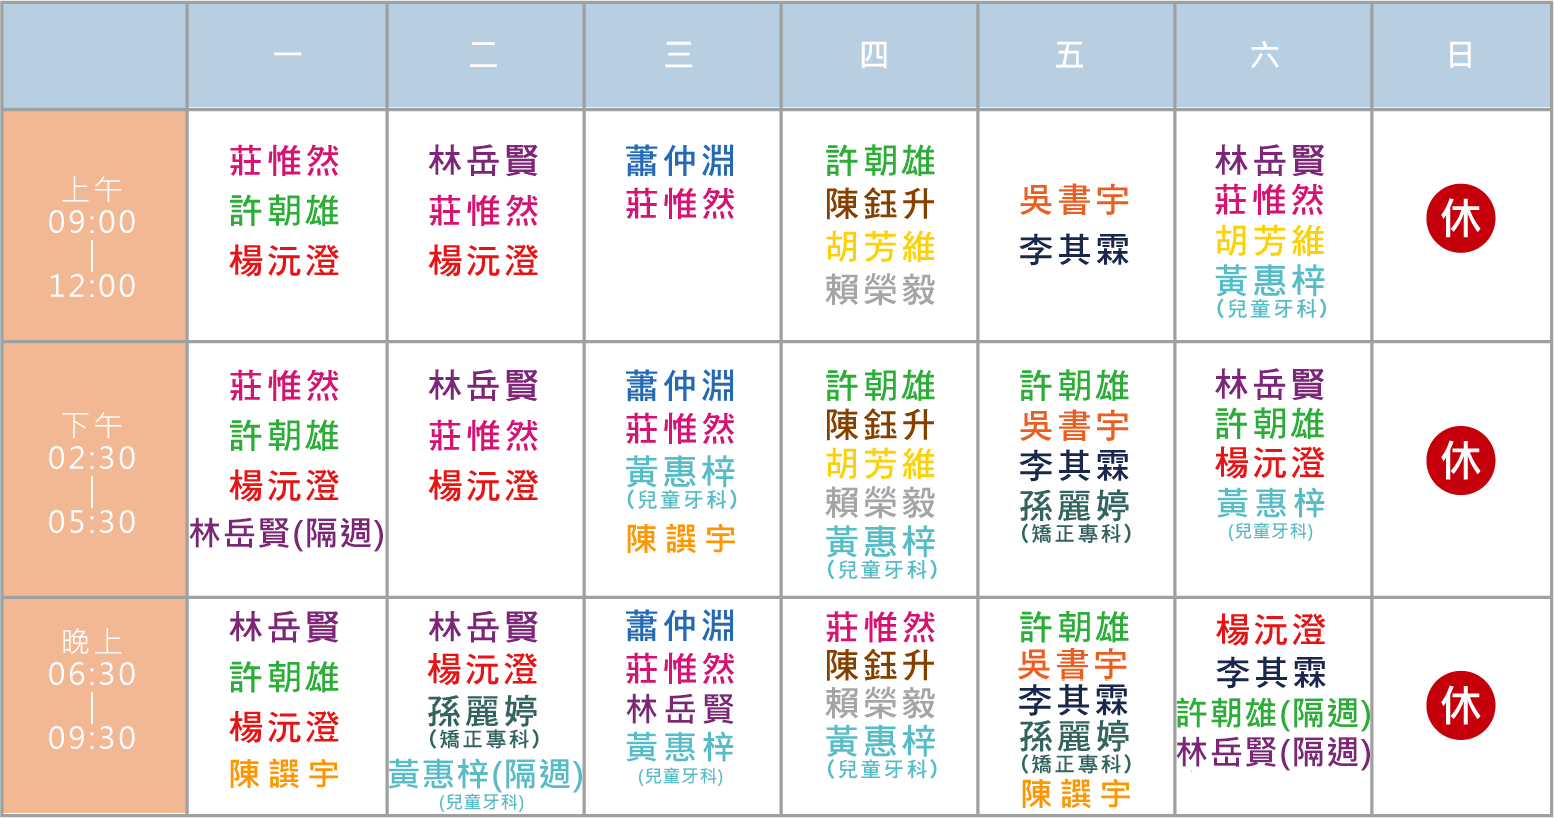 一 二 三 四 五 六 日
上午
09:00
|
12:00
莊惟然
許朝雄
楊沅澄
林岳賢
莊惟然
楊沅澄
蕭仲淵
莊惟然
許朝雄
陳鈺升
胡芳維
賴榮毅
吳書宇
李其霖
林岳賢
莊惟然
胡芳維
黃惠梓
(兒童牙科)
休
下午
02:30
|
05:30
莊惟然
許朝雄
楊沅澄
林岳賢(隔週)
林岳賢
莊惟然
楊沅澄
蕭仲淵
莊惟然
黃惠梓
(兒童牙科)
陳譔宇
許朝雄
陳鈺升
胡芳維
賴榮毅
黃惠梓
(兒童牙科)
許朝雄
吳書宇
李其霖
孫麗婷
(矯正專科)
林岳賢
許朝雄
楊沅澄
黃惠梓
(兒童牙科)
休
晚上
06:30
|
09:30
林岳賢
許朝雄
楊沅澄
陳譔宇
林岳賢
楊沅澄
孫麗婷
(矯正專科)
黃惠梓(隔週)
(兒童牙科)
蕭仲淵
莊惟然
林岳賢
黃惠梓
(兒童牙科)
莊惟然
陳鈺升
賴榮毅
黃惠梓
(兒童牙科)
許朝雄
吳書宇
李其霖
孫麗婷
(矯正專科)
陳譔宇
楊沅澄
李其霖
許朝雄(隔週)
林岳賢(隔週)
休